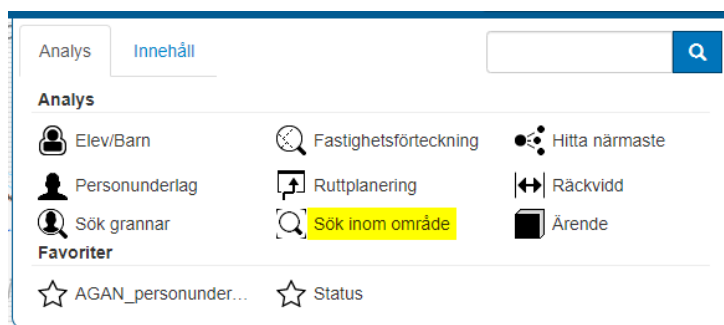 Analys Innehåll
Analys
Elev/Barn Fastighetsförteckning Hitta närmaste
Personunderlag Ruttplanering Räckvidd
Sök grannar Sök inom område Ärende
Favoriter
AGAN_personunder... Status